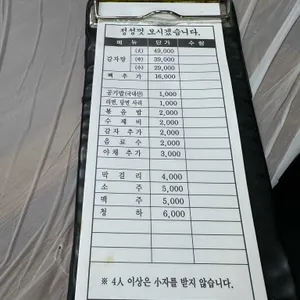 정성껏 모시겠습니다.
메 뉴 단가 수량
(大) 49,000
감자탕 (中) 39,000
(小) 29,000
뼈 추 가 16,000
공기밥(국내산) 1,000
라면, 당면 사리 1,000
볶 음 밥 2,000
수 제 비 2,000
감 자 추 가 2,000
음 료 수 2,000
야 채 추 가 3,000
막 걸 리 4,000
소 주 5,000
맥 주 5,000
청 하 6,000
※ 4人 이상은 小자를 받지 않습니다.